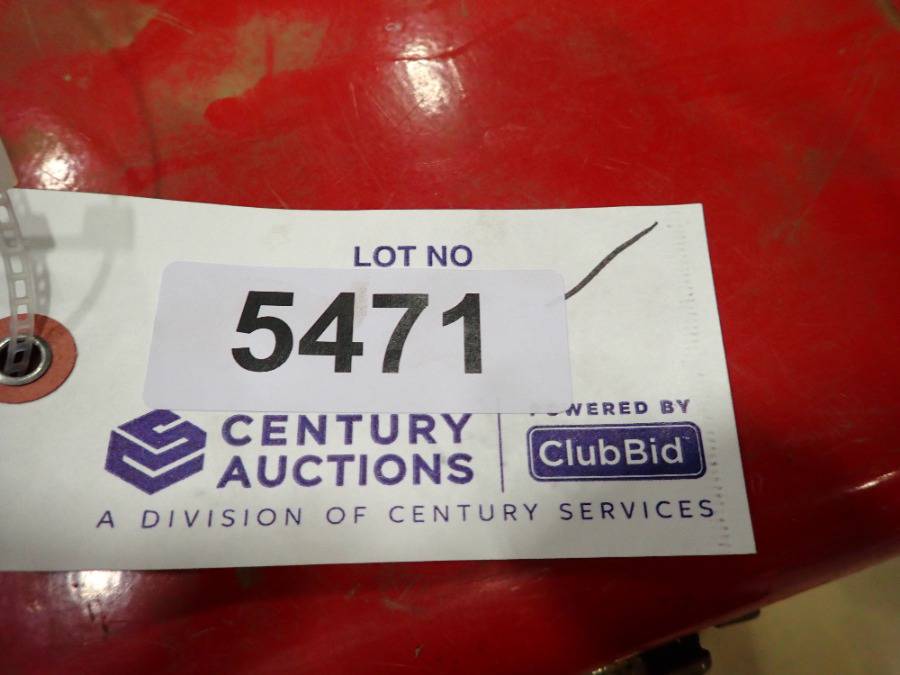 LOT NO
5471
CENTURY
AUCTIONS
POWERED BY
ClubBid
A DIVISION OF CENTURY SERVICES